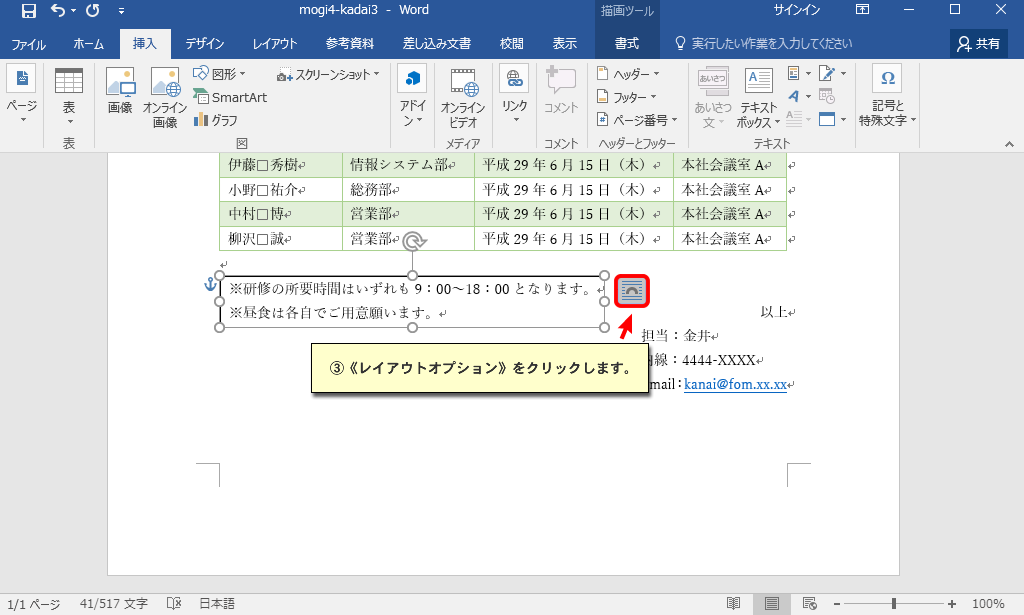 mogi4-kadai3 - Word
描画ツール
サインイン
ファイル ホーム 挿入 デザイン レイアウト 参考資料 差し込み文書 校閲 表示 書式 実行したい作業を入力してください 共有
ページ
表
画像
オンライン画像
図形
SmartArt
グラフ
スクリーンショット
アドイン
オンラインビデオ
リンク
コメント
ヘッダー
フッター
ページ番号
あいさつ
あいさつ文
テキストボックス
記号と特殊文字
表 図 メディア コメント ヘッダーとフッター テキスト
伊藤□秀樹 情報システム部 平成 29 年 6 月 15 日（木） 本社会議室 A
小野□祐介 総務部 平成 29 年 6 月 15 日（木） 本社会議室 A
中村□博 営業部 平成 29 年 6 月 15 日（木） 本社会議室 A
柳沢□誠 営業部 平成 29 年 6 月 15 日（木） 本社会議室 A
※研修の所要時間はいずれも 9：00～18：00 となります。
※昼食は各自でご用意願います。
以上
担当：金井
線：4444-XXXX
mail：kanai@fom.xx.xx
③《レイアウトオプション》をクリックします。
1/1 ページ 41/517 文字 日本語 100%